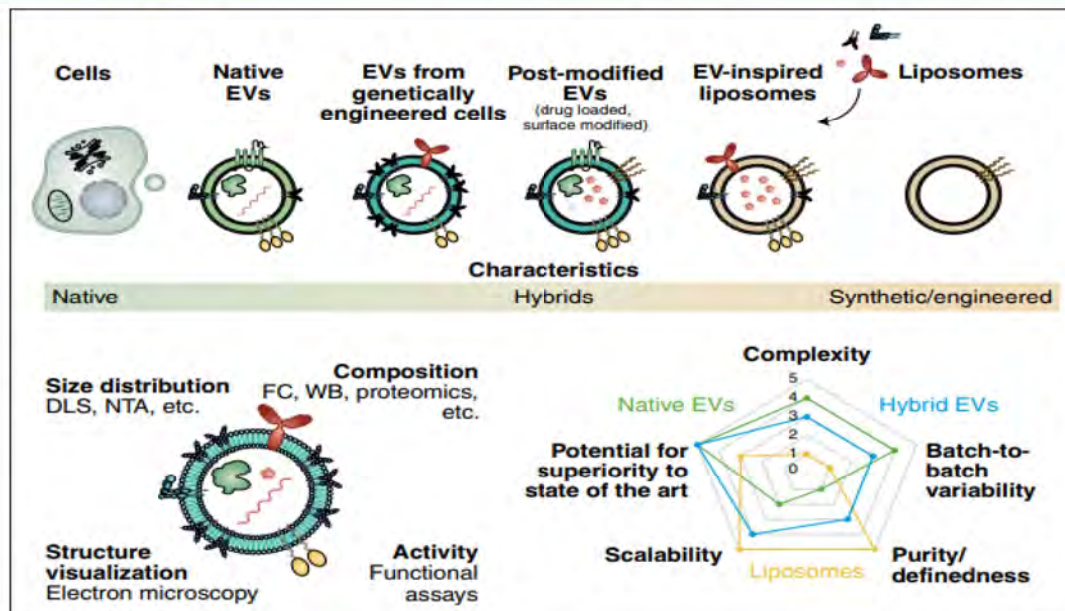 Cells
Native
EVs
EVs from
genetically
engineered cells
Post-modified
EVs
(drug loaded,
surface modified)
EV-inspired
liposomes
Liposomes
Characteristics
Native
Hybrids
Synthetic/engineered
Size distribution
DLS, NTA, etc.
Composition
FC, WB, proteomics,
etc.
Structure
visualization
Electron microscopy
Activity
Functional
assays
Complexity
5
4
3
2
1
0
Native EVs
Hybrid EVs
Potential for
superiority to
state of the art
Batch-to-
batch
variability
Scalability
Liposomes
Purity/
definedness